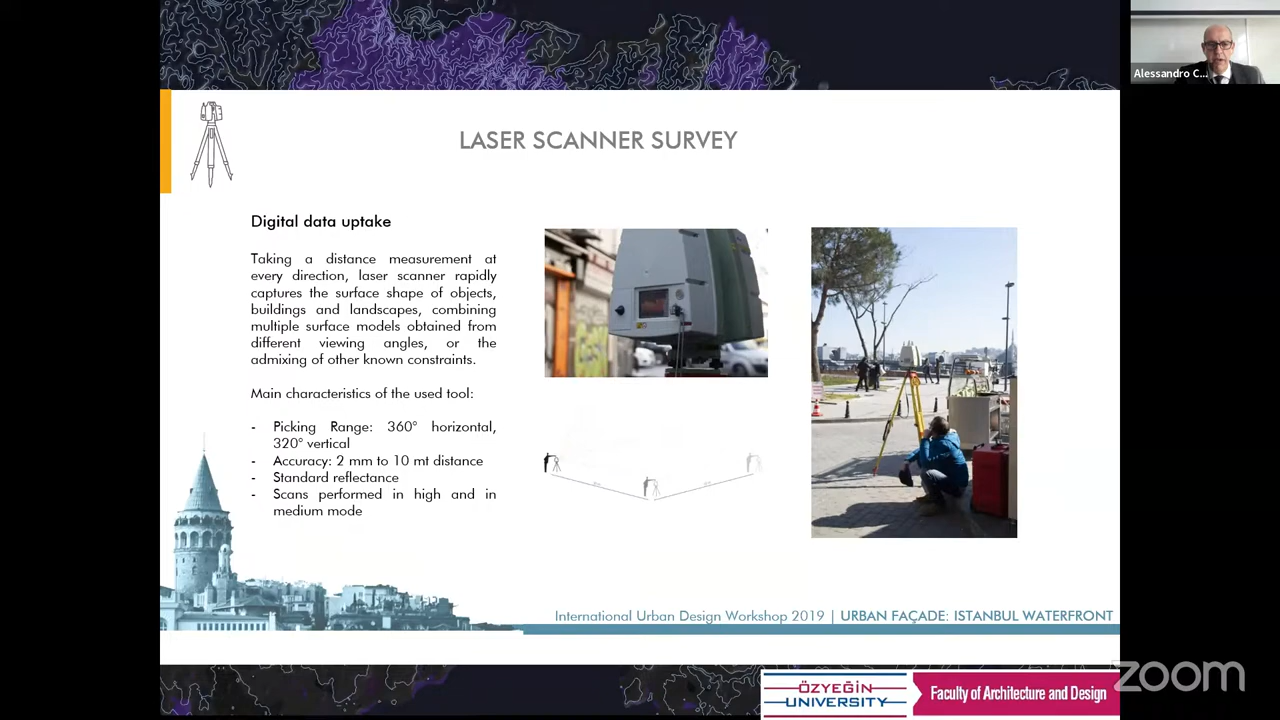 Alessandro C...
LASER SCANNER SURVEY
Digital data uptake
Taking a distance measurement at
every direction, laser scanner rapidly
captures the surface shape of objects,
buildings and landscapes, combining
multiple surface models obtained from
different viewing angles, or the
admixing of other known constraints.
Main characteristics of the used tool:
- Picking Range: 360° horizontal,
320° vertical
- Accuracy: 2 mm to 10 mt distance
- Standard reflectance
- Scans performed in high and in
medium mode
International Urban Design Workshop 2019 | URBAN FAÇADE: ISTANBUL WATERFRONT
ÖZYEĞİN
UNIVERSITY
Faculty of Architecture and Design
zoom